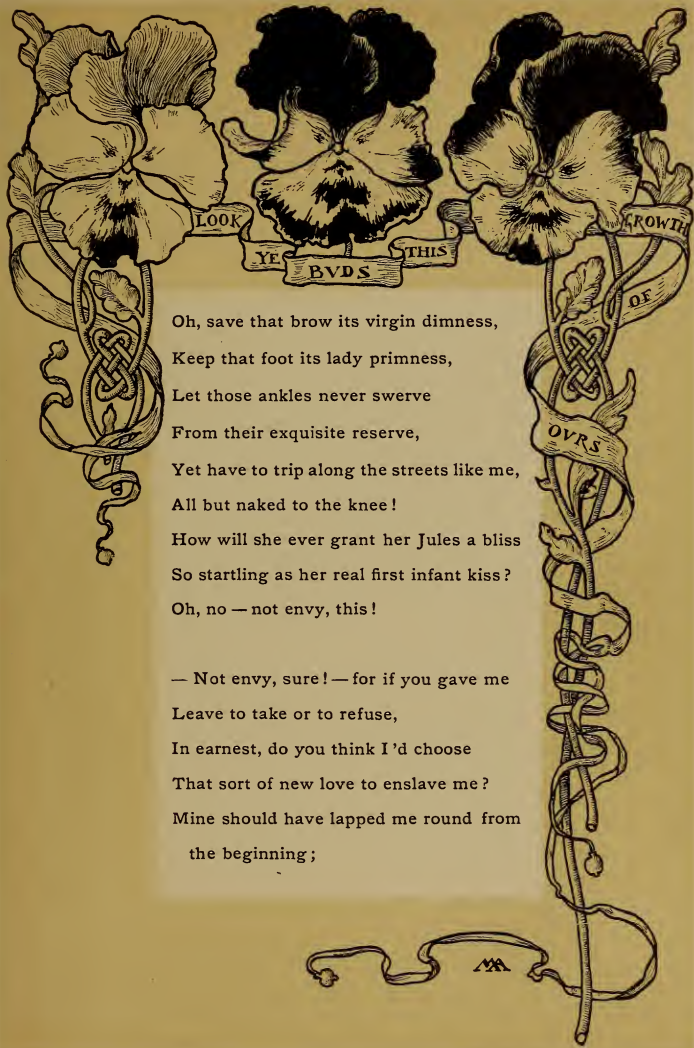 LOOK
YE
BVDS
THIS
GROWTH
OF
OVRS
Oh, save that brow its virgin dimness,
Keep that foot its lady primness,
Let those ankles never swerve
From their exquisite reserve,
Yet have to trip along the streets like me,
All but naked to the knee!
How will she ever grant her Jules a bliss
So startling as her real first infant kiss?
Oh, no — not envy, this!
— Not envy, sure! — for if you gave me
Leave to take or to refuse,
In earnest, do you think I 'd choose
That sort of new love to enslave me?
Mine should have lapped me round from
the beginning;